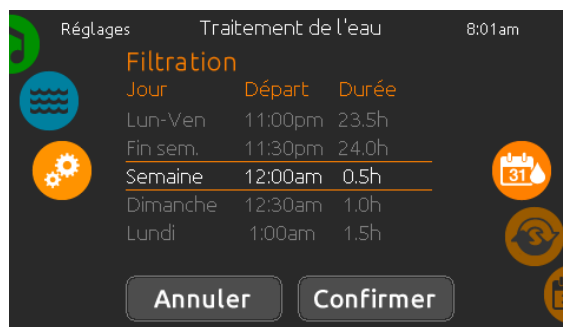 Réglages Traitement de l'eau 8:01am
Filtration
Jour Départ Durée
Lun-Ven 11:00pm 23.5h
Fin sem. 11:30pm 24.0h
Semaine 12:00am 0.5h
Dimanche 12:30am 1.0h
Lundi 1:00am 1.5h
31
Annuler Confirmer